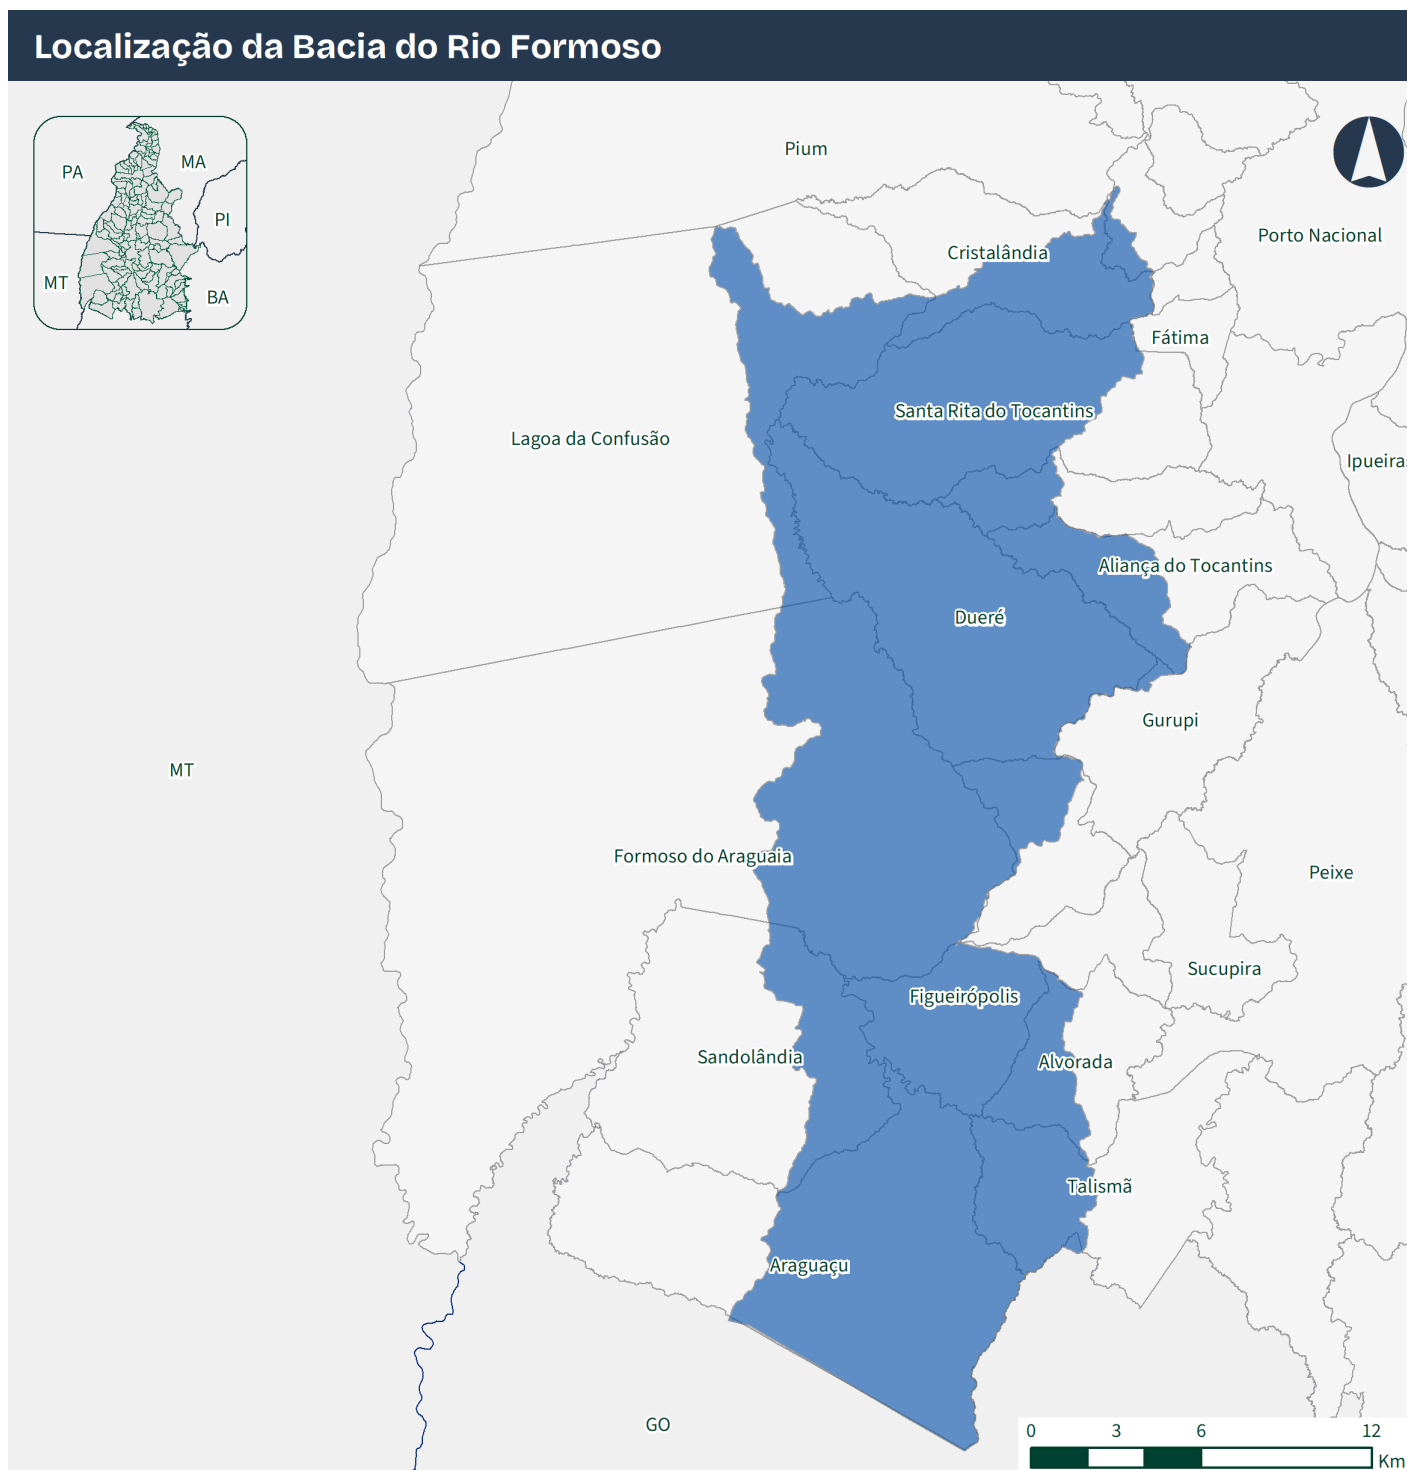 Localização da Bacia do Rio Formoso
PA
MA
PI
MT
BA
Pium
Porto Nacional
Cristalândia
Fátima
Santa Rita do Tocantins
Lagoa da Confusão
Ipueiras
Aliança do Tocantins
Dueré
Gurupi
MT
Formoso do Araguaia
Peixe
Sucupira
Figueirópolis
Sandolândia
Alvorada
Talismã
Araguaçu
GO
0 3 6 12
Km